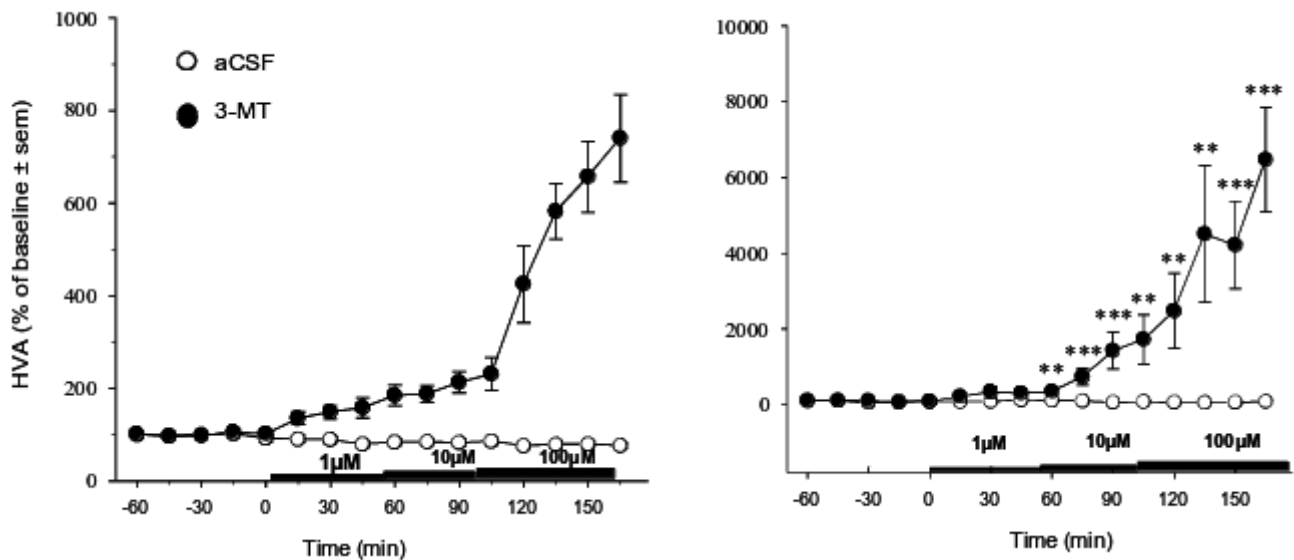 1000
800
600
400
200
0
HVA (% of baseline ± sem)
aCSF
3-MT
1µM
10µM
100µM
-60 -30 0 30 60 90 120 150
Time (min)
10000
8000
6000
4000
2000
0
** *** *** ** ** ** *** ***
1µM
10µM
100µM
-60 -30 0 30 60 90 120 150
Time (min)